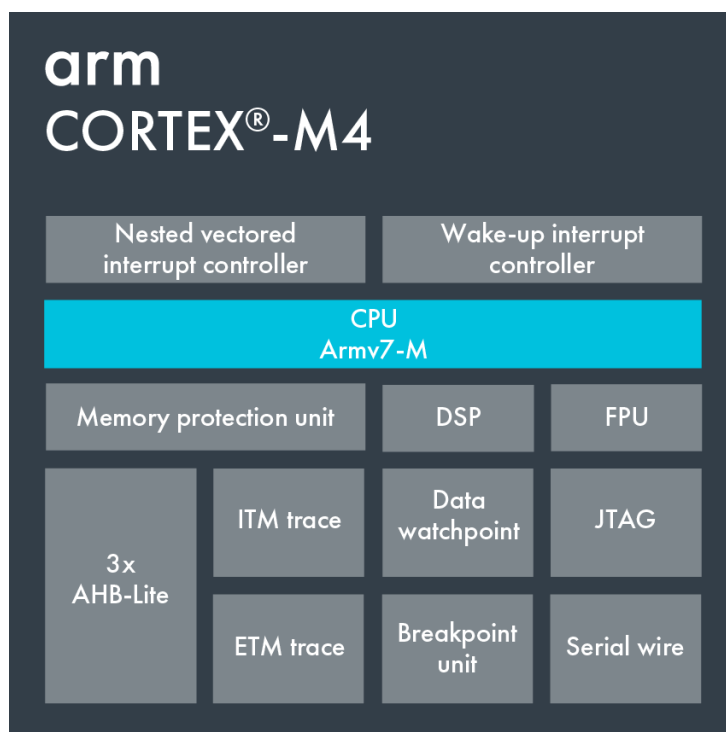 arm
CORTEX®-M4
Nested vectored
interrupt controller
Wake-up interrupt
controller
CPU
Armv7-M
Memory protection unit
DSP
FPU
3x
AHB-Lite
ITM trace
Data
watchpoint
JTAG
ETM trace
Breakpoint
unit
Serial wire